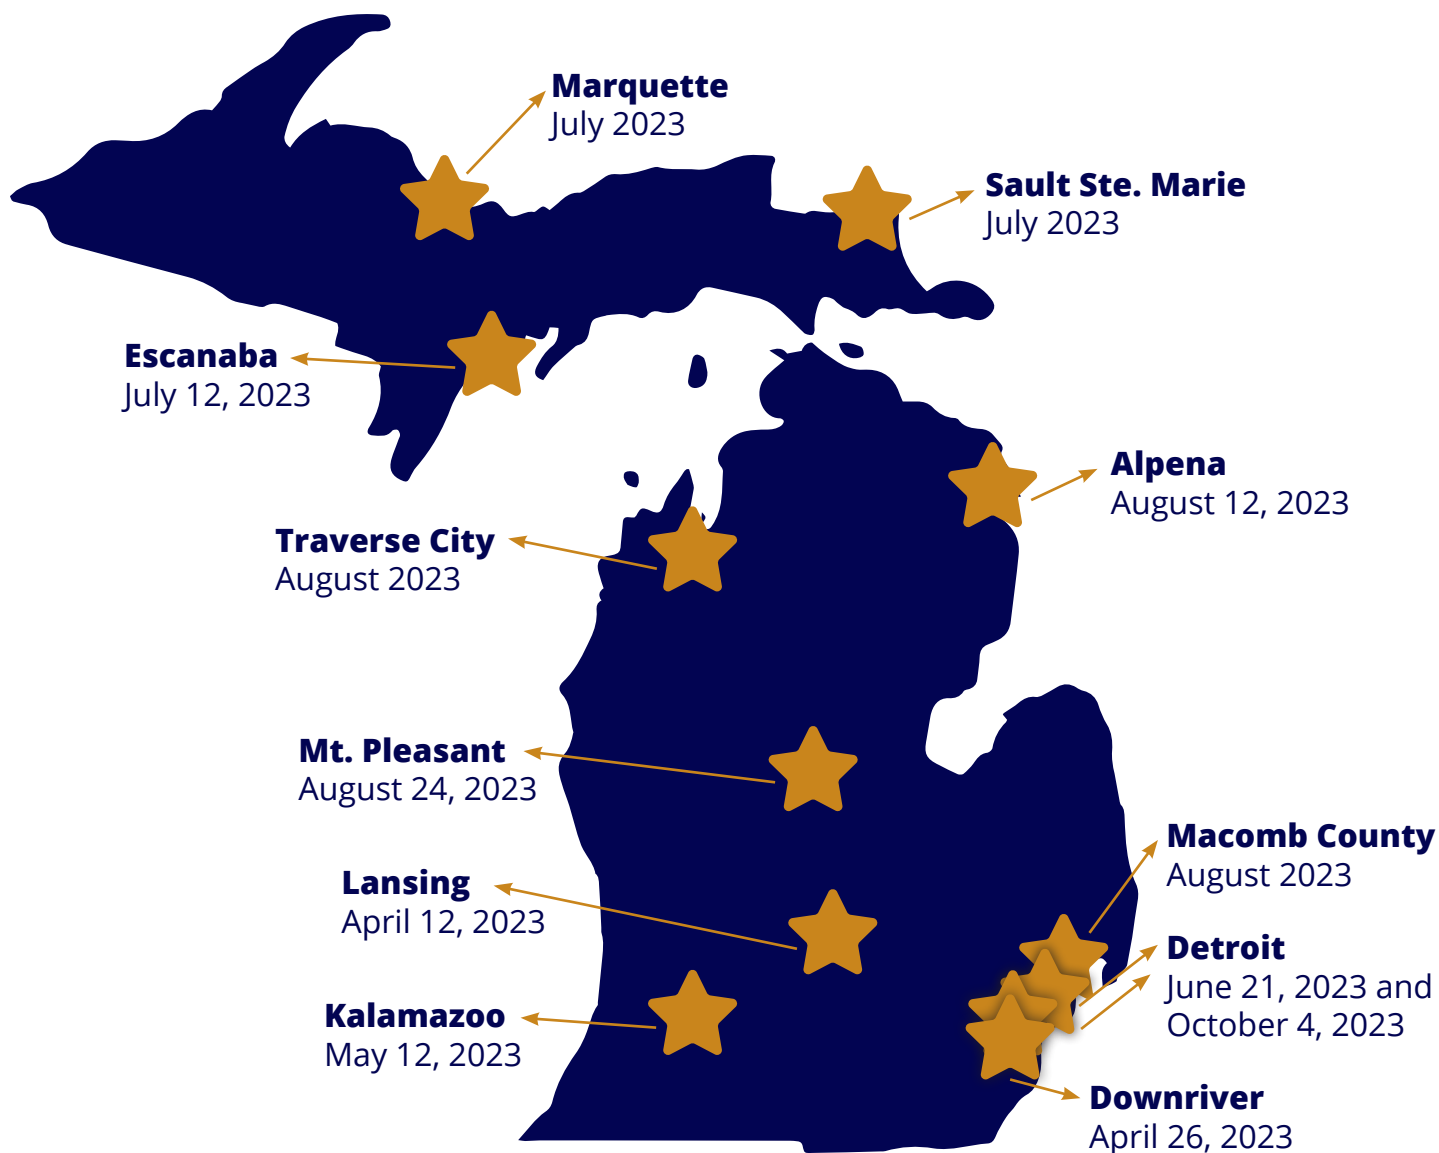 Marquette
July 2023
Sault Ste. Marie
July 2023
Escanaba
July 12, 2023
Alpena
August 12, 2023
Traverse City
August 2023
Mt. Pleasant
August 24, 2023
Macomb County
August 2023
Lansing
April 12, 2023
Detroit
June 21, 2023 and
October 4, 2023
Kalamazoo
May 12, 2023
Downriver
April 26, 2023